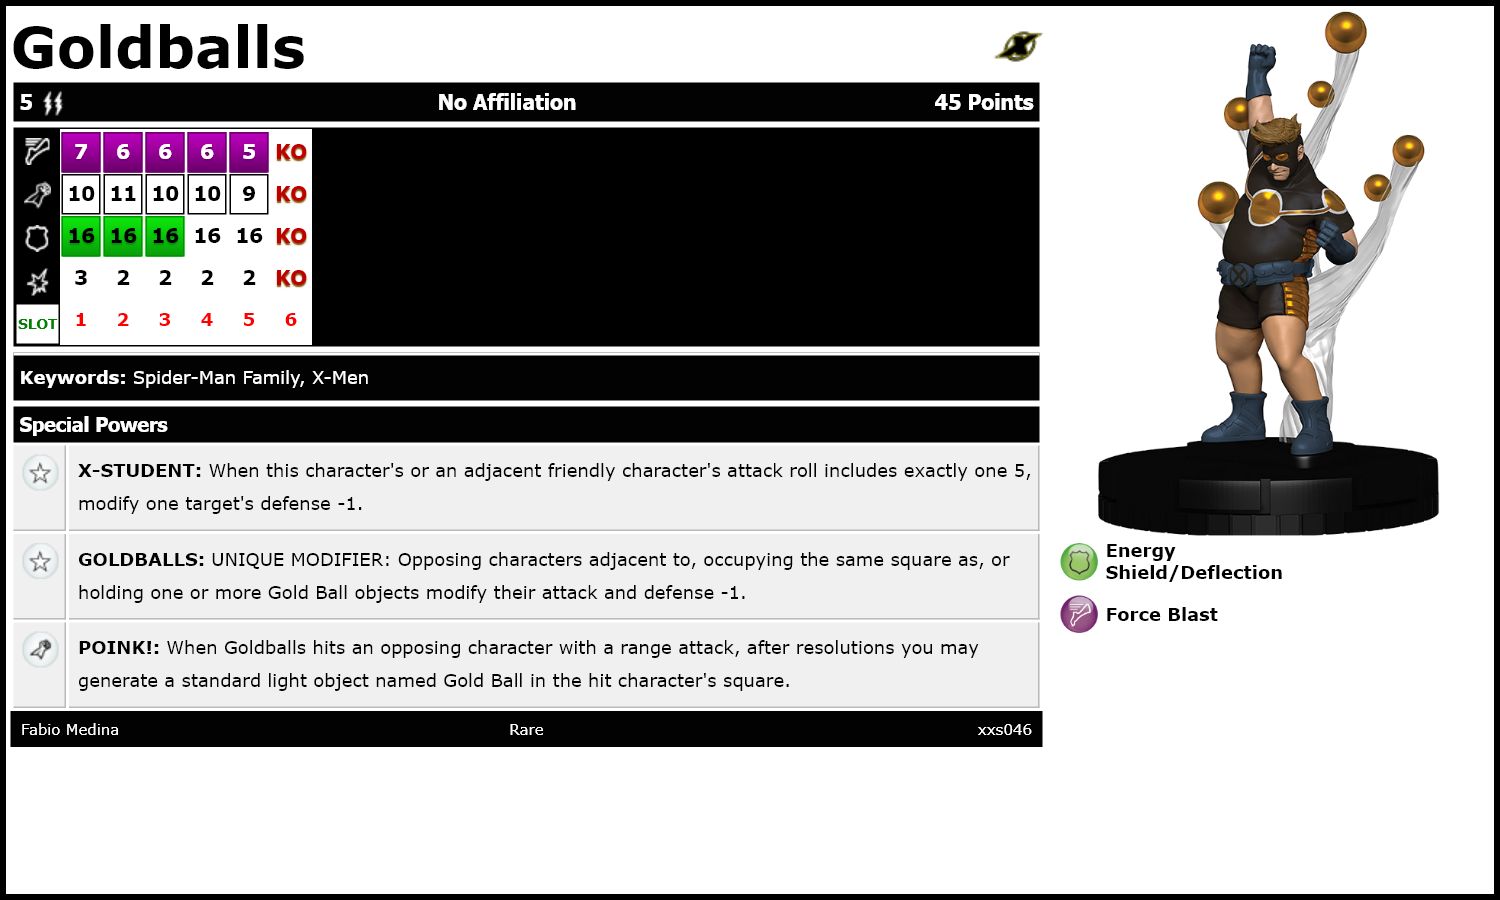 Goldballs
5 No Affiliation 45 Points
7 6 6 6 5 KO
10 11 10 10 9 KO
16 16 16 16 16 KO
3 2 2 2 2 KO
SLOT 1 2 3 4 5 6
Keywords: Spider-Man Family, X-Men
Special Powers
X-STUDENT: When this character's or an adjacent friendly character's attack roll includes exactly one 5,
modify one target's defense -1.
GOLDBALLS: UNIQUE MODIFIER: Opposing characters adjacent to, occupying the same square as, or
holding one or more Gold Ball objects modify their attack and defense -1.
POINK!: When Goldballs hits an opposing character with a range attack, after resolutions you may
generate a standard light object named Gold Ball in the hit character's square.
Fabio Medina Rare xxs046
Energy
Shield/Deflection
Force Blast